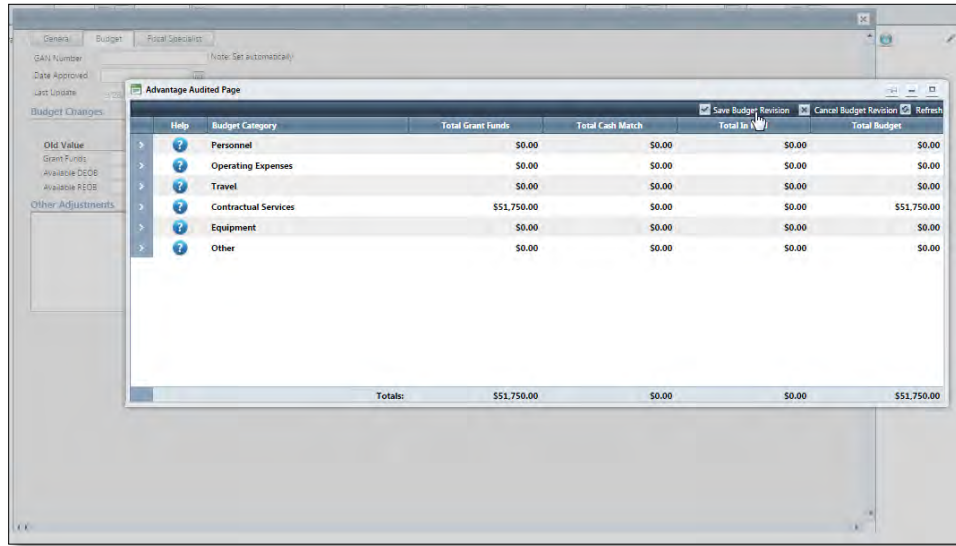 General Budget Fiscal Specialist
GAN Number (Note: Set automatically)
Date Approved
Last Update
Budget Changes
Old Value
Grant Funds
Available DEOB
Available REOB
Other Adjustments
Advantage Audited Page
Save Budget Revision Cancel Budget Revision Refresh
Help Budget Category Total Grant Funds Total Cash Match Total In Total Budget
Personnel $0.00 $0.00 $0.00 $0.00
Operating Expenses $0.00 $0.00 $0.00 $0.00
Travel $0.00 $0.00 $0.00 $0.00
Contractual Services $51,750.00 $0.00 $0.00 $51,750.00
Equipment $0.00 $0.00 $0.00 $0.00
Other $0.00 $0.00 $0.00 $0.00
Totals: $51,750.00 $0.00 $0.00 $51,750.00